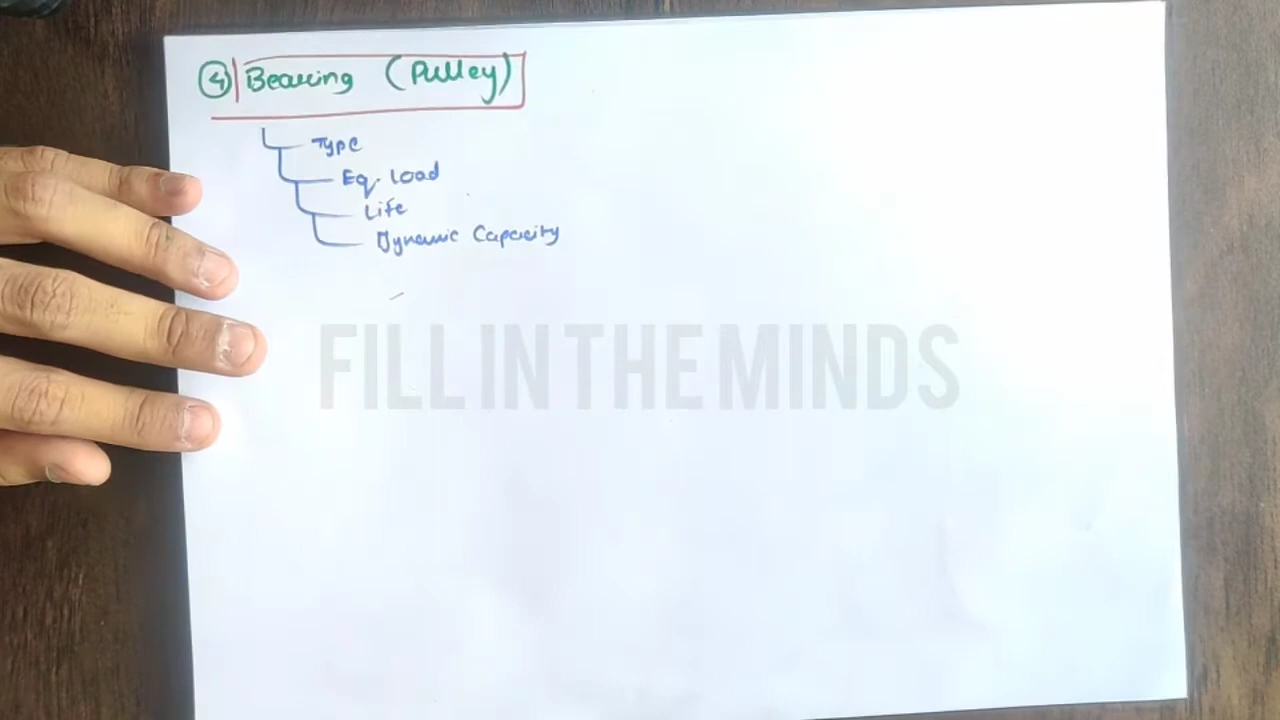 4 Bearing (Pulley)
Type
Eq. Load
Life
Dynamic Capacity
FILL IN THE MINDS